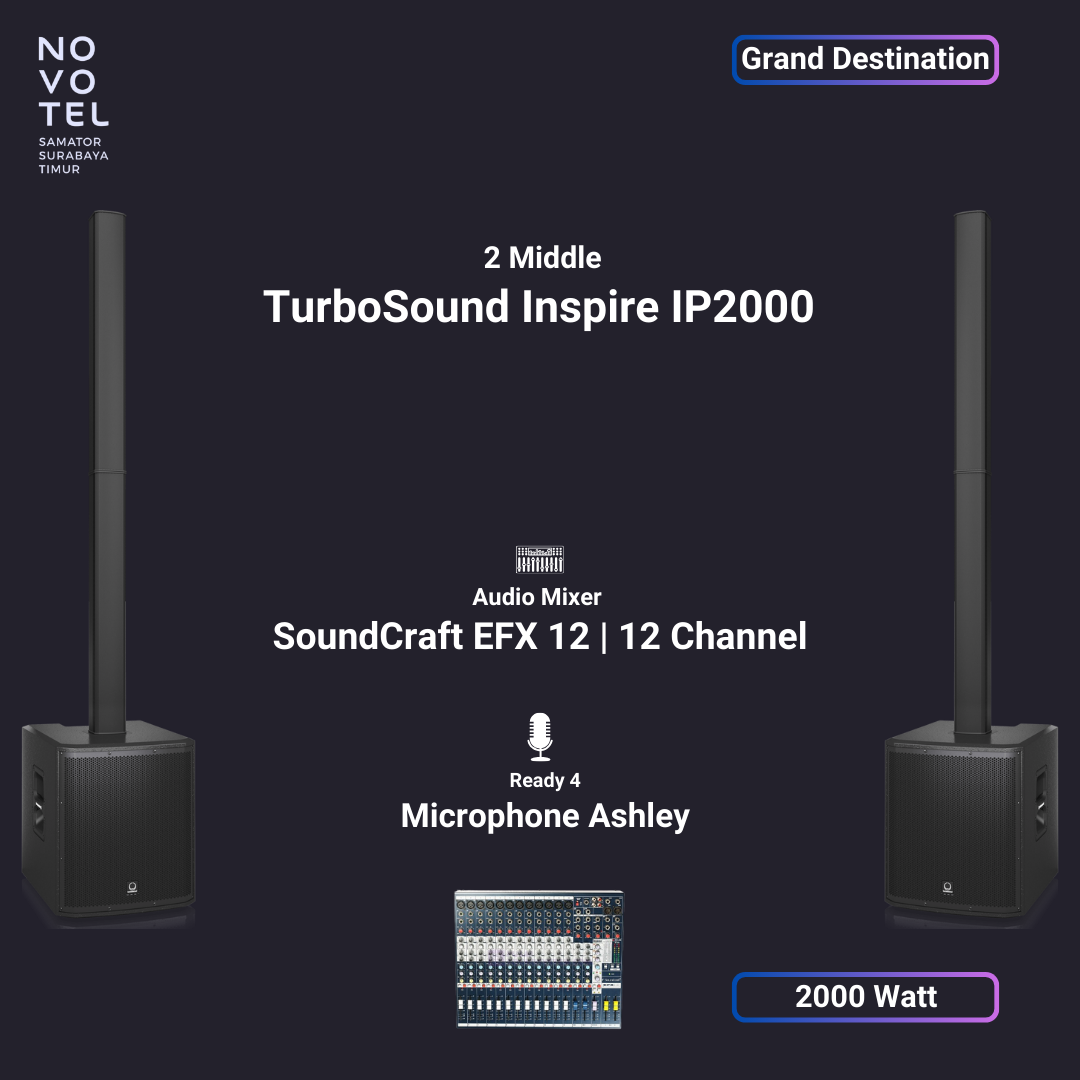 NO
VO
TEL
SAMATOR
SURABAYA
TIMUR
Grand Destination
2 Middle
TurboSound Inspire IP2000
Audio Mixer
SoundCraft EFX 12 | 12 Channel
Ready 4
Microphone Ashley
2000 Watt